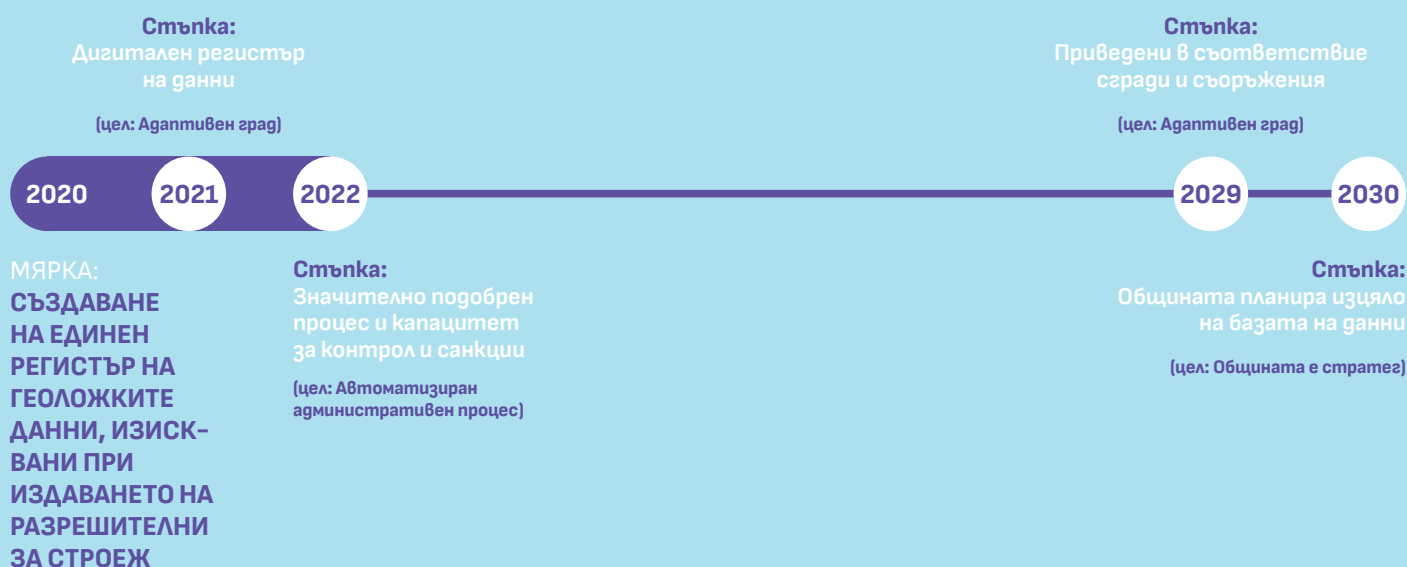 Стъпка:
Дигитален регистър
на данни
(цел: Адаптивен град)
Стъпка:
Приведени в съответствие
сгради и съоръжения
(цел: Адаптивен град)
2020
2021
2022
2029
2030
МЯРКА:
СЪЗДАВАНЕ
НА ЕДИНЕН
РЕГИСТЪР НА
ГЕОЛОЖКИТЕ
ДАННИ, ИЗИСК-
ВАНИ ПРИ
ИЗДАВАНЕТО НА
РАЗРЕШИТЕЛНИ
ЗА СТРОЕЖ
Стъпка:
Значително подобрен
процес и капацитет
за контрол и санкции
(цел: Автоматизиран
административен процес)
Стъпка:
Общината планира изцяло
на базата на данни
(цел: Общината е стратег)